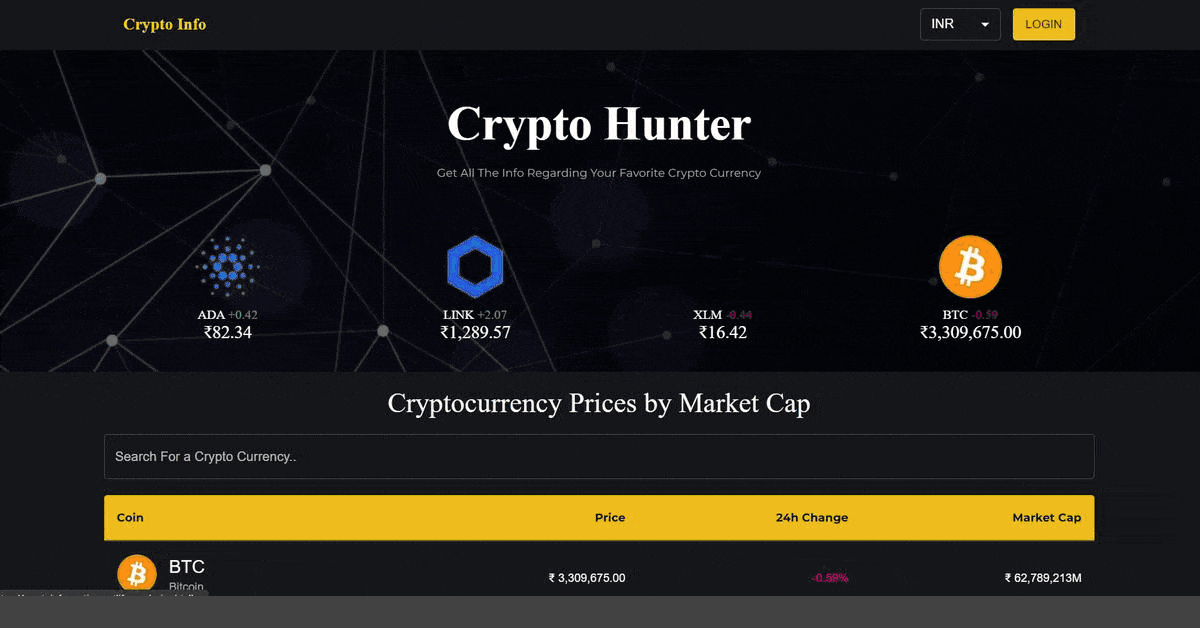 Crypto Info
INR
LOGIN
Crypto Hunter
Get All The Info Regarding Your Favorite Crypto Currency
ADA +0.42
₹82.34
LINK +2.07
₹1,289.57
XLM -0.44
₹16.42
BTC -0.59
₹3,309,675.00
Cryptocurrency Prices by Market Cap
Search For a Crypto Currency..
Coin Price 24h Change Market Cap
BTC
Bitcoin
₹ 3,309,675.00 -0.59% ₹ 62,789,213M